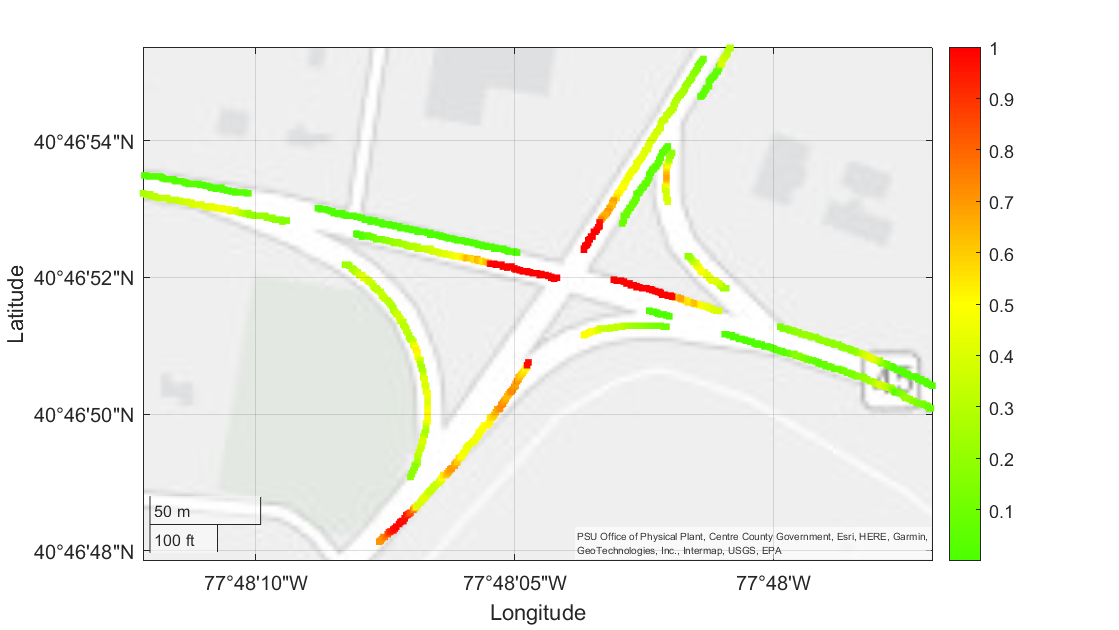 1
0.9
40°46'54"N
0.8
0.7
0.6
40°46'52"N
0.5
Latitude
0.4
45
0.3
40°46'50"N
0.2
50 m
0.1
100 ft
PSU Office of Physical Plant, Centre County Government, Esri, HERE, Garmin,
GeoTechnologies, Inc., Intermap, USGS, EPA
40°46'48"N
77°48'10"W 77°48'05"W 77°48'W
Longitude